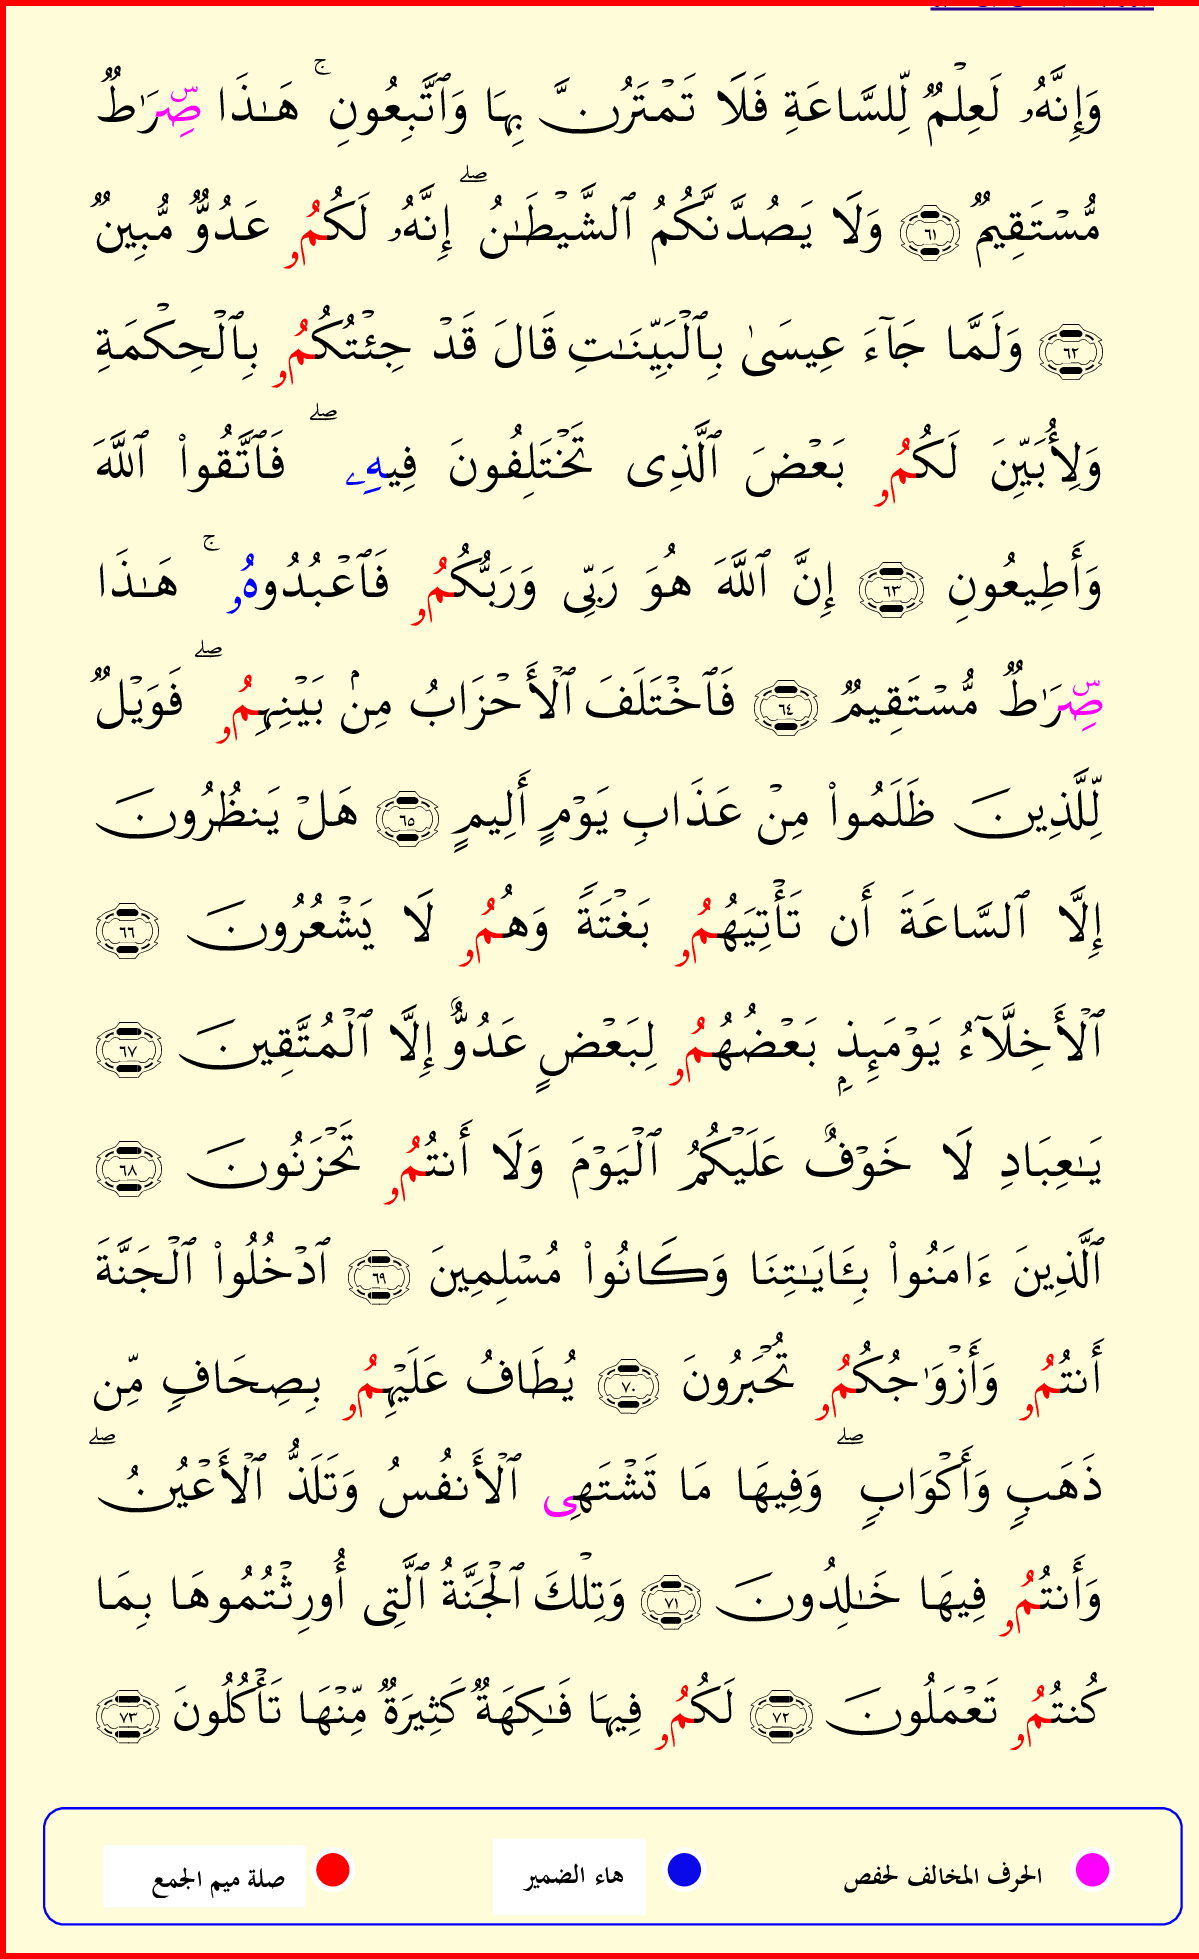 وَإِنَّهُۥ لَعِلْمٌ لِّلسَّاعَةِ فَلَا تَمْتَرُنَّ بِهَا وَٱتَّبِعُونِ ۚ هَـٰذَا صِّرَٰطٌ
مُّسْتَقِيمٌ ٦١ وَلَا يَصُدَّنَّكُمُ ٱلشَّيْطَـٰنُ ۖ إِنَّهُۥ لَكُمُۥ عَدُوٌّ مُّبِينٌ
٦٢ وَلَمَّا جَآءَ عِيسَىٰ بِٱلْبَيِّنَـٰتِ قَالَ قَدْ جِئْتُكُمُۥ بِٱلْحِكْمَةِ
وَلِأُبَيِّنَ لَكُمُۥ بَعْضَ ٱلَّذِى تَخْتَلِفُونَ فِيهِۦ ۖ فَٱتَّقُوا۟ ٱللَّهَ
وَأَطِيعُونِ ٦٣ إِنَّ ٱللَّهَ هُوَ رَبِّى وَرَبُّكُمُۥ فَٱعْبُدُوهُۥ ۚ هَـٰذَا
صِّرَٰطٌ مُّسْتَقِيمٌ ٦٤ فَٱخْتَلَفَ ٱلْأَحْزَابُ مِنۢ بَيْنِهِمُۥ ۖ فَوَيْلٌ
لِّلَّذِينَ ظَلَمُوا۟ مِنْ عَذَابِ يَوْمٍ أَلِيمٍ ٦٥ هَلْ يَنظُرُونَ
إِلَّا ٱلسَّاعَةَ أَن تَأْتِيَهُمُۥ بَغْتَةً وَهُمُۥ لَا يَشْعُرُونَ ٦٦
ٱلْأَخِلَّآءُ يَوْمَئِذٍۭ بَعْضُهُمُۥ لِبَعْضٍ عَدُوٌّ إِلَّا ٱلْمُتَّقِينَ ٦٧
يَـٰعِبَادِ لَا خَوْفٌ عَلَيْكُمُ ٱلْيَوْمَ وَلَا أَنتُمُۥ تَحْزَنُونَ ٦٨
ٱلَّذِينَ ءَامَنُوا۟ بِـَٔايَـٰتِنَا وَكَانُوا۟ مُسْلِمِينَ ٦٩ ٱدْخُلُوا۟ ٱلْجَنَّةَ
أَنتُمُۥ وَأَزْوَٰجُكُمُۥ تُحْبَرُونَ ٧٠ يُطَافُ عَلَيْهِمُۥ بِصِحَافٍ مِّن
ذَهَبٍ وَأَكْوَابٍ ۖ وَفِيهَا مَا تَشْتَهِى ٱلْأَنفُسُ وَتَلَذُّ ٱلْأَعْيُنُ ۖ
وَأَنتُمُۥ فِيهَا خَـٰلِدُونَ ٧١ وَتِلْكَ ٱلْجَنَّةُ ٱلَّتِى أُورِثْتُمُوهَا بِمَا
كُنتُمُۥ تَعْمَلُونَ ٧٢ لَكُمُۥ فِيهَا فَـٰكِهَةٌ كَثِيرَةٌ مِّنْهَا تَأْكُلُونَ ٧٣
الحرف المخالف لحفص هاء الضمير صلة ميم الجمع